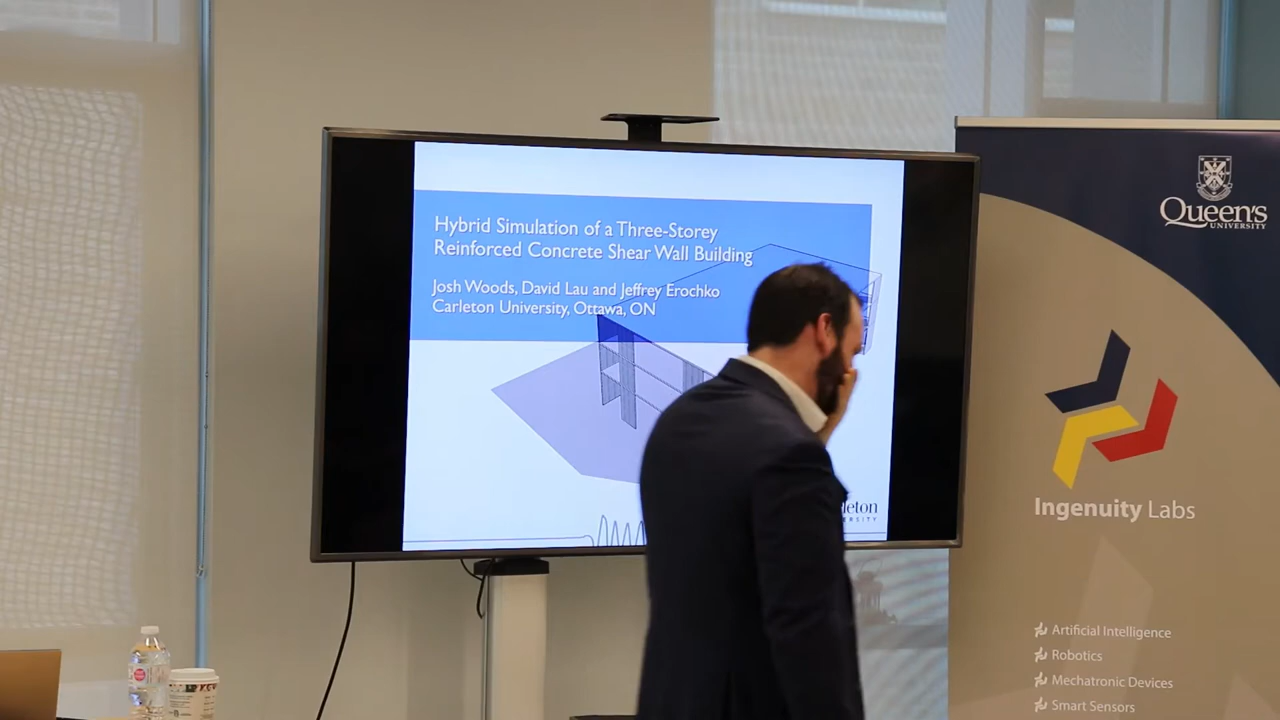 Hybrid Simulation of a Three-Storey
Reinforced Concrete Shear Wall Building
Josh Woods, David Lau and Jeffrey Erochko
Carleton University, Ottawa, ON
Queen's
UNIVERSITY
Ingenuity Labs
Artificial Intelligence
Robotics
Mechatronic Devices
Smart Sensors